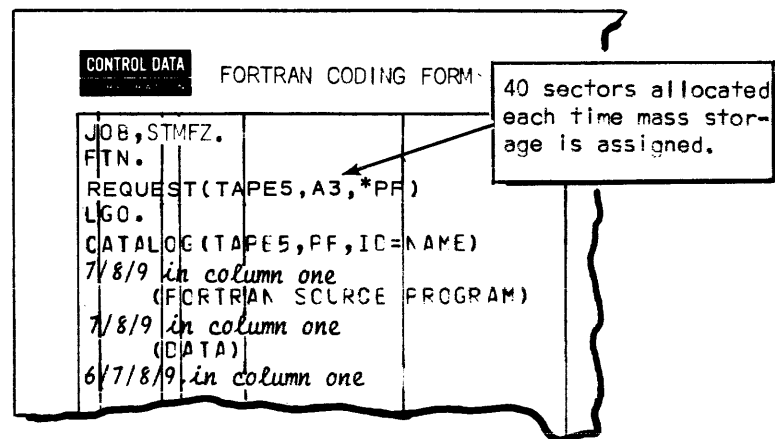 CONTROL DATA
FORTRAN CODING FORM
40 sectors allocated
each time mass stor-
age is assigned.
JOB,STMFZ.
FTN.
REQUEST(TAPE5,A3,*PF)
LGO.
CATALOG(TAPE5,PF,ID=NAME)
7/8/9 in column one
(FORTRAN SOURCE PROGRAM)
7/8/9 in column one
(DATA)
6/7/8/9 in column one